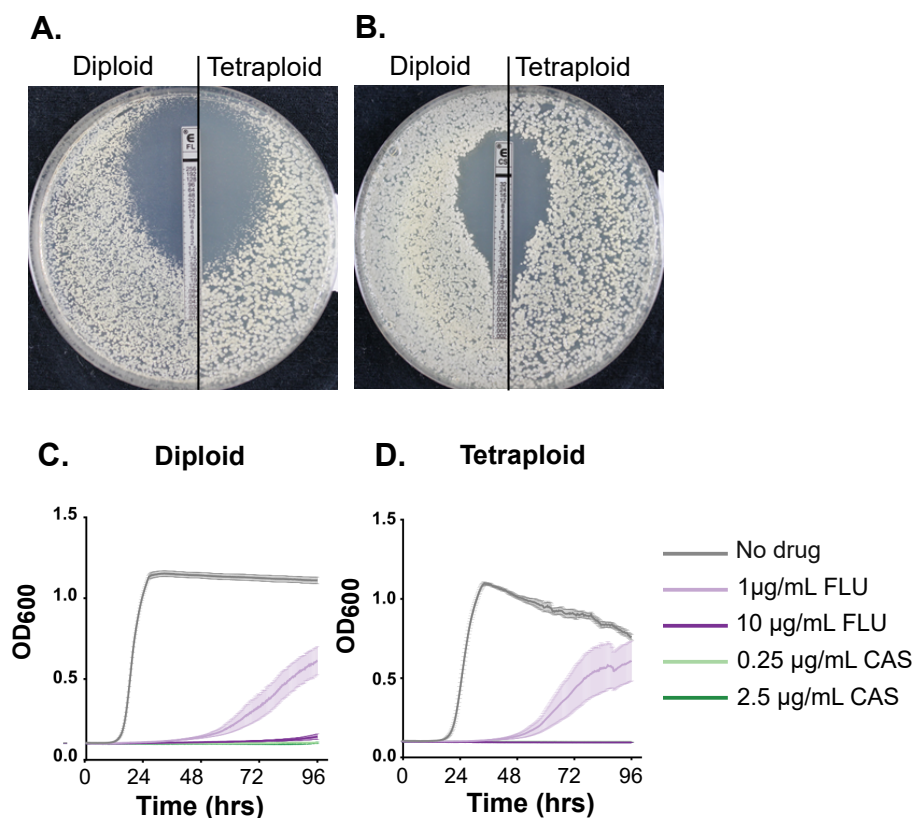 A.
B.
Diploid
Tetraploid
Diploid
Tetraploid
E
FL
256
E
C. Diploid
D. Tetraploid
1.5
1.0
0.5
0.0
OD600
0 24 48 72 96
Time (hrs)
1.5
1.0
0.5
0.0
OD600
0 24 48 72 96
Time (hrs)
No drug
1µg/mL FLU
10 µg/mL FLU
0.25 µg/mL CAS
2.5 µg/mL CAS